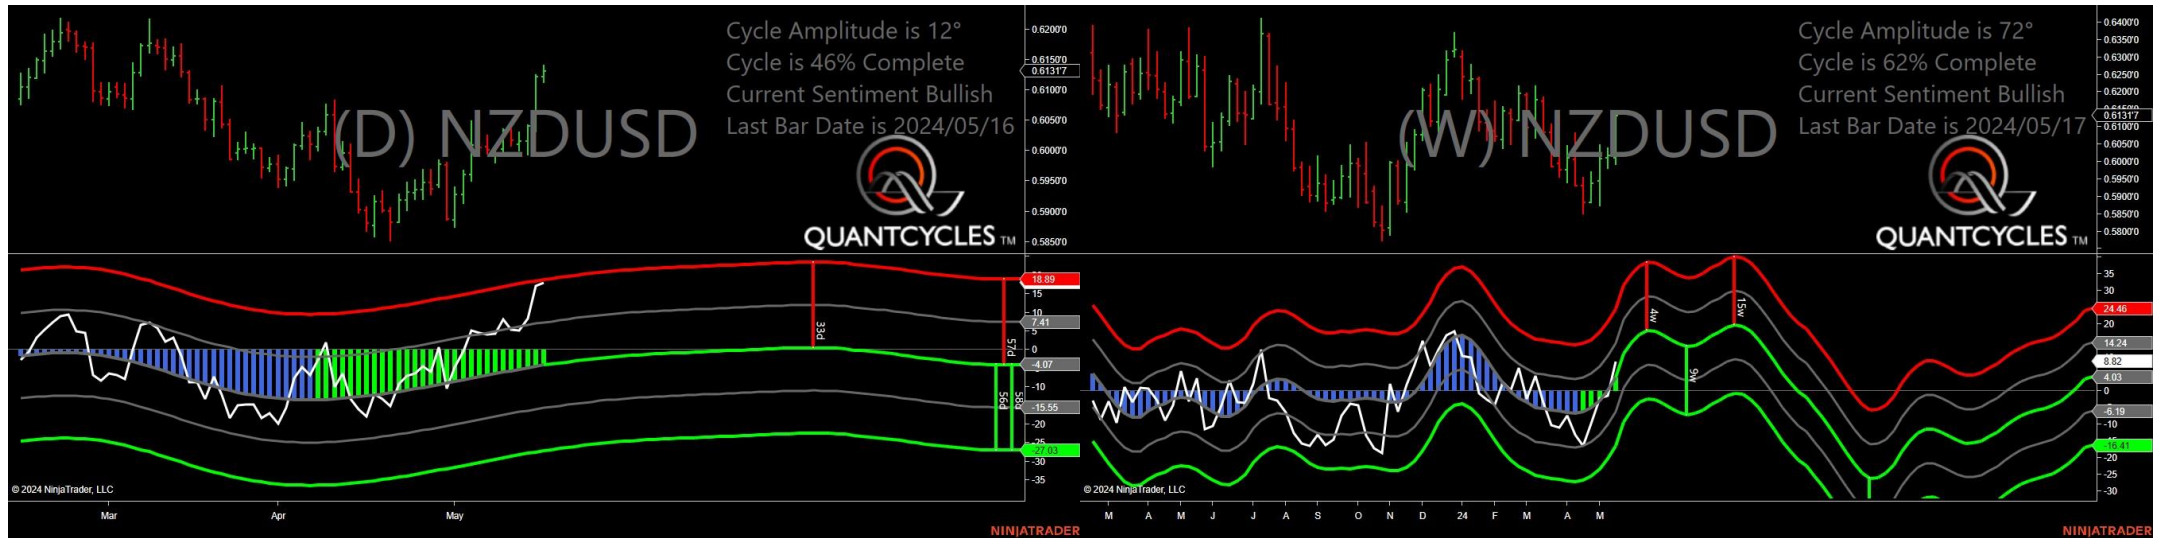 Cycle Amplitude is 12°
Cycle is 46% Complete
Current Sentiment Bullish
Last Bar Date is 2024/05/16
(D) NZDUSD
QUANTCYCLES TM
0.6200'0
0.6150'0
0.6131'7
0.6100'0
0.6050'0
0.6000'0
0.5950'0
0.5900'0
0.5850'0
18.89
15
10
7.41
5
0
-4.07
-10
-15.55
-20
-25
-27.03
-30
-35
33d
57d
56d
© 2024 NinjaTrader, LLC
Mar
Apr
May
NINJATRADER
Cycle Amplitude is 72°
Cycle is 62% Complete
Current Sentiment Bullish
Last Bar Date is 2024/05/17
(W) NZDUSD
QUANTCYCLES TM
0.6400'0
0.6350'0
0.6300'0
0.6250'0
0.6200'0
0.6131'7
0.6100'0
0.6050'0
0.6000'0
0.5950'0
0.5900'0
0.5850'0
0.5800'0
35
30
24.46
20
14.24
8.82
4.03
0
-6.19
-10
-16.41
-20
-25
-30
4w
15w
9w
© 2024 NinjaTrader, LLC
M A M J J A S O N D 24 F M A M
NINJATRADER